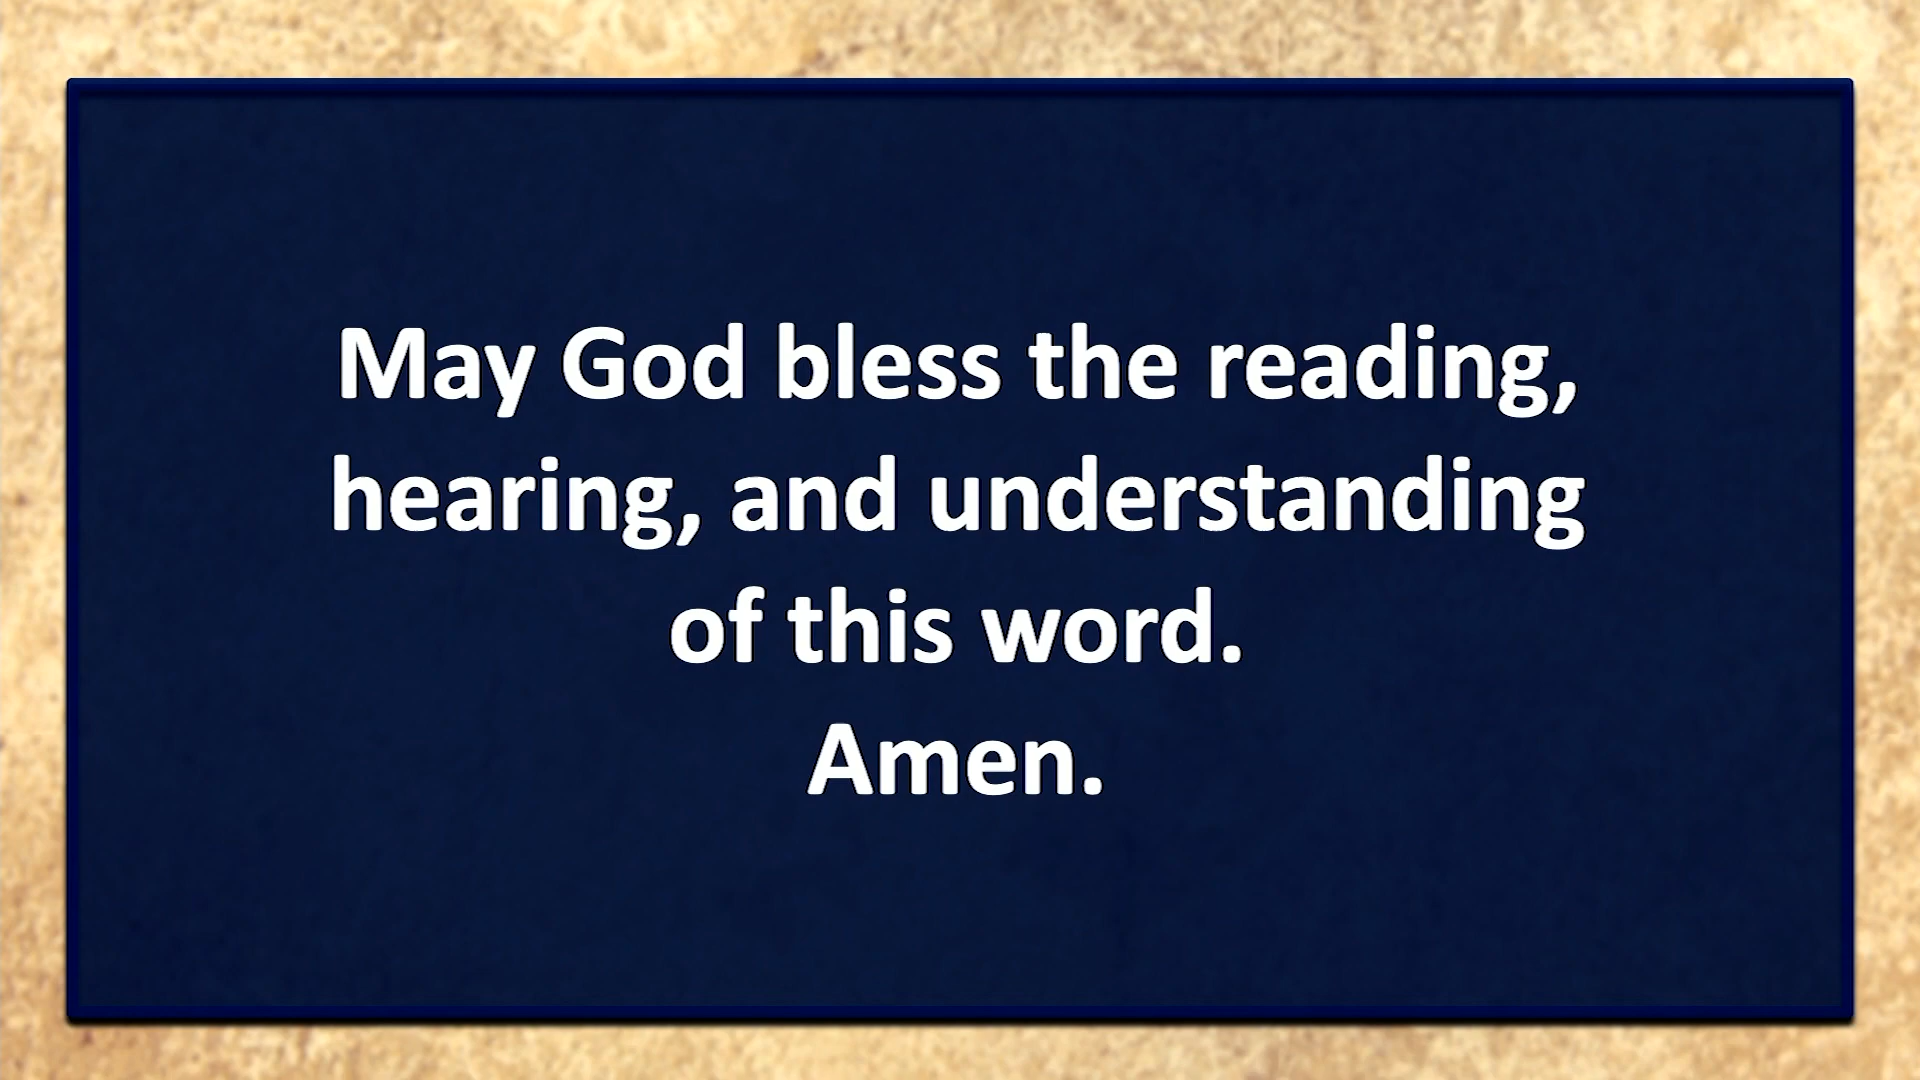 May God bless the reading,
hearing, and understanding
of this word.
Amen.